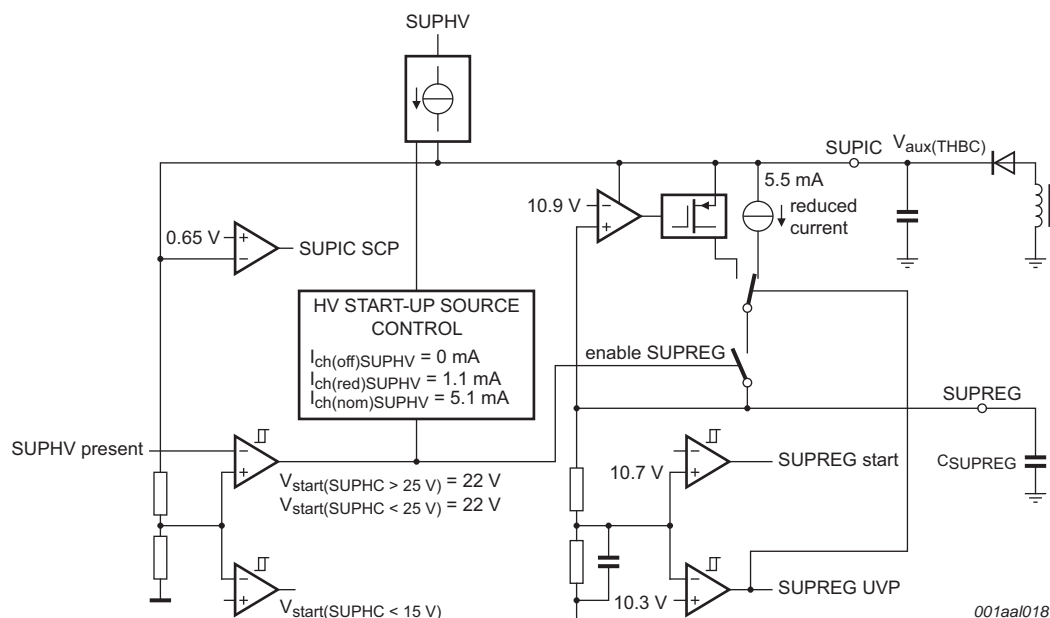 SUPHV
SUPIC
Vaux(THBC)
5.5 mA
reduced
current
10.9 V
0.65 V
SUPIC SCP
HV START-UP SOURCE
CONTROL
Ich(off)SUPHV = 0 mA
Ich(red)SUPHV = 1.1 mA
Ich(nom)SUPHV = 5.1 mA
enable SUPREG
SUPREG
SUPHV present
Vstart(SUPHC > 25 V) = 22 V
Vstart(SUPHC < 25 V) = 22 V
10.7 V
SUPREG start
CSUPREG
Vstart(SUPHC < 15 V)
10.3 V
SUPREG UVP
001aal018